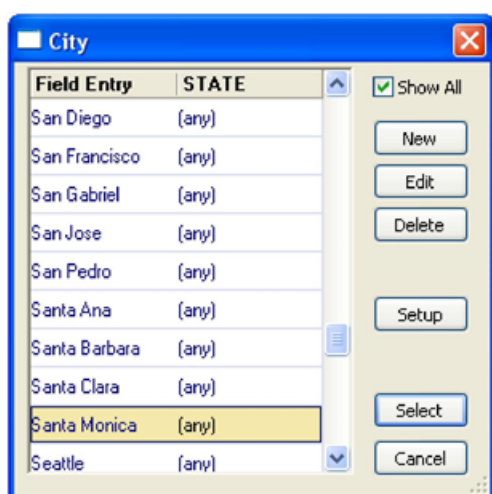 City
Field Entry STATE
Show All
San Diego (any)
New
San Francisco (any)
Edit
San Gabriel (any)
Delete
San Jose (any)
San Pedro (any)
Santa Ana (any)
Setup
Santa Barbara (any)
Santa Clara (any)
Select
Santa Monica (any)
Seattle (any)
Cancel